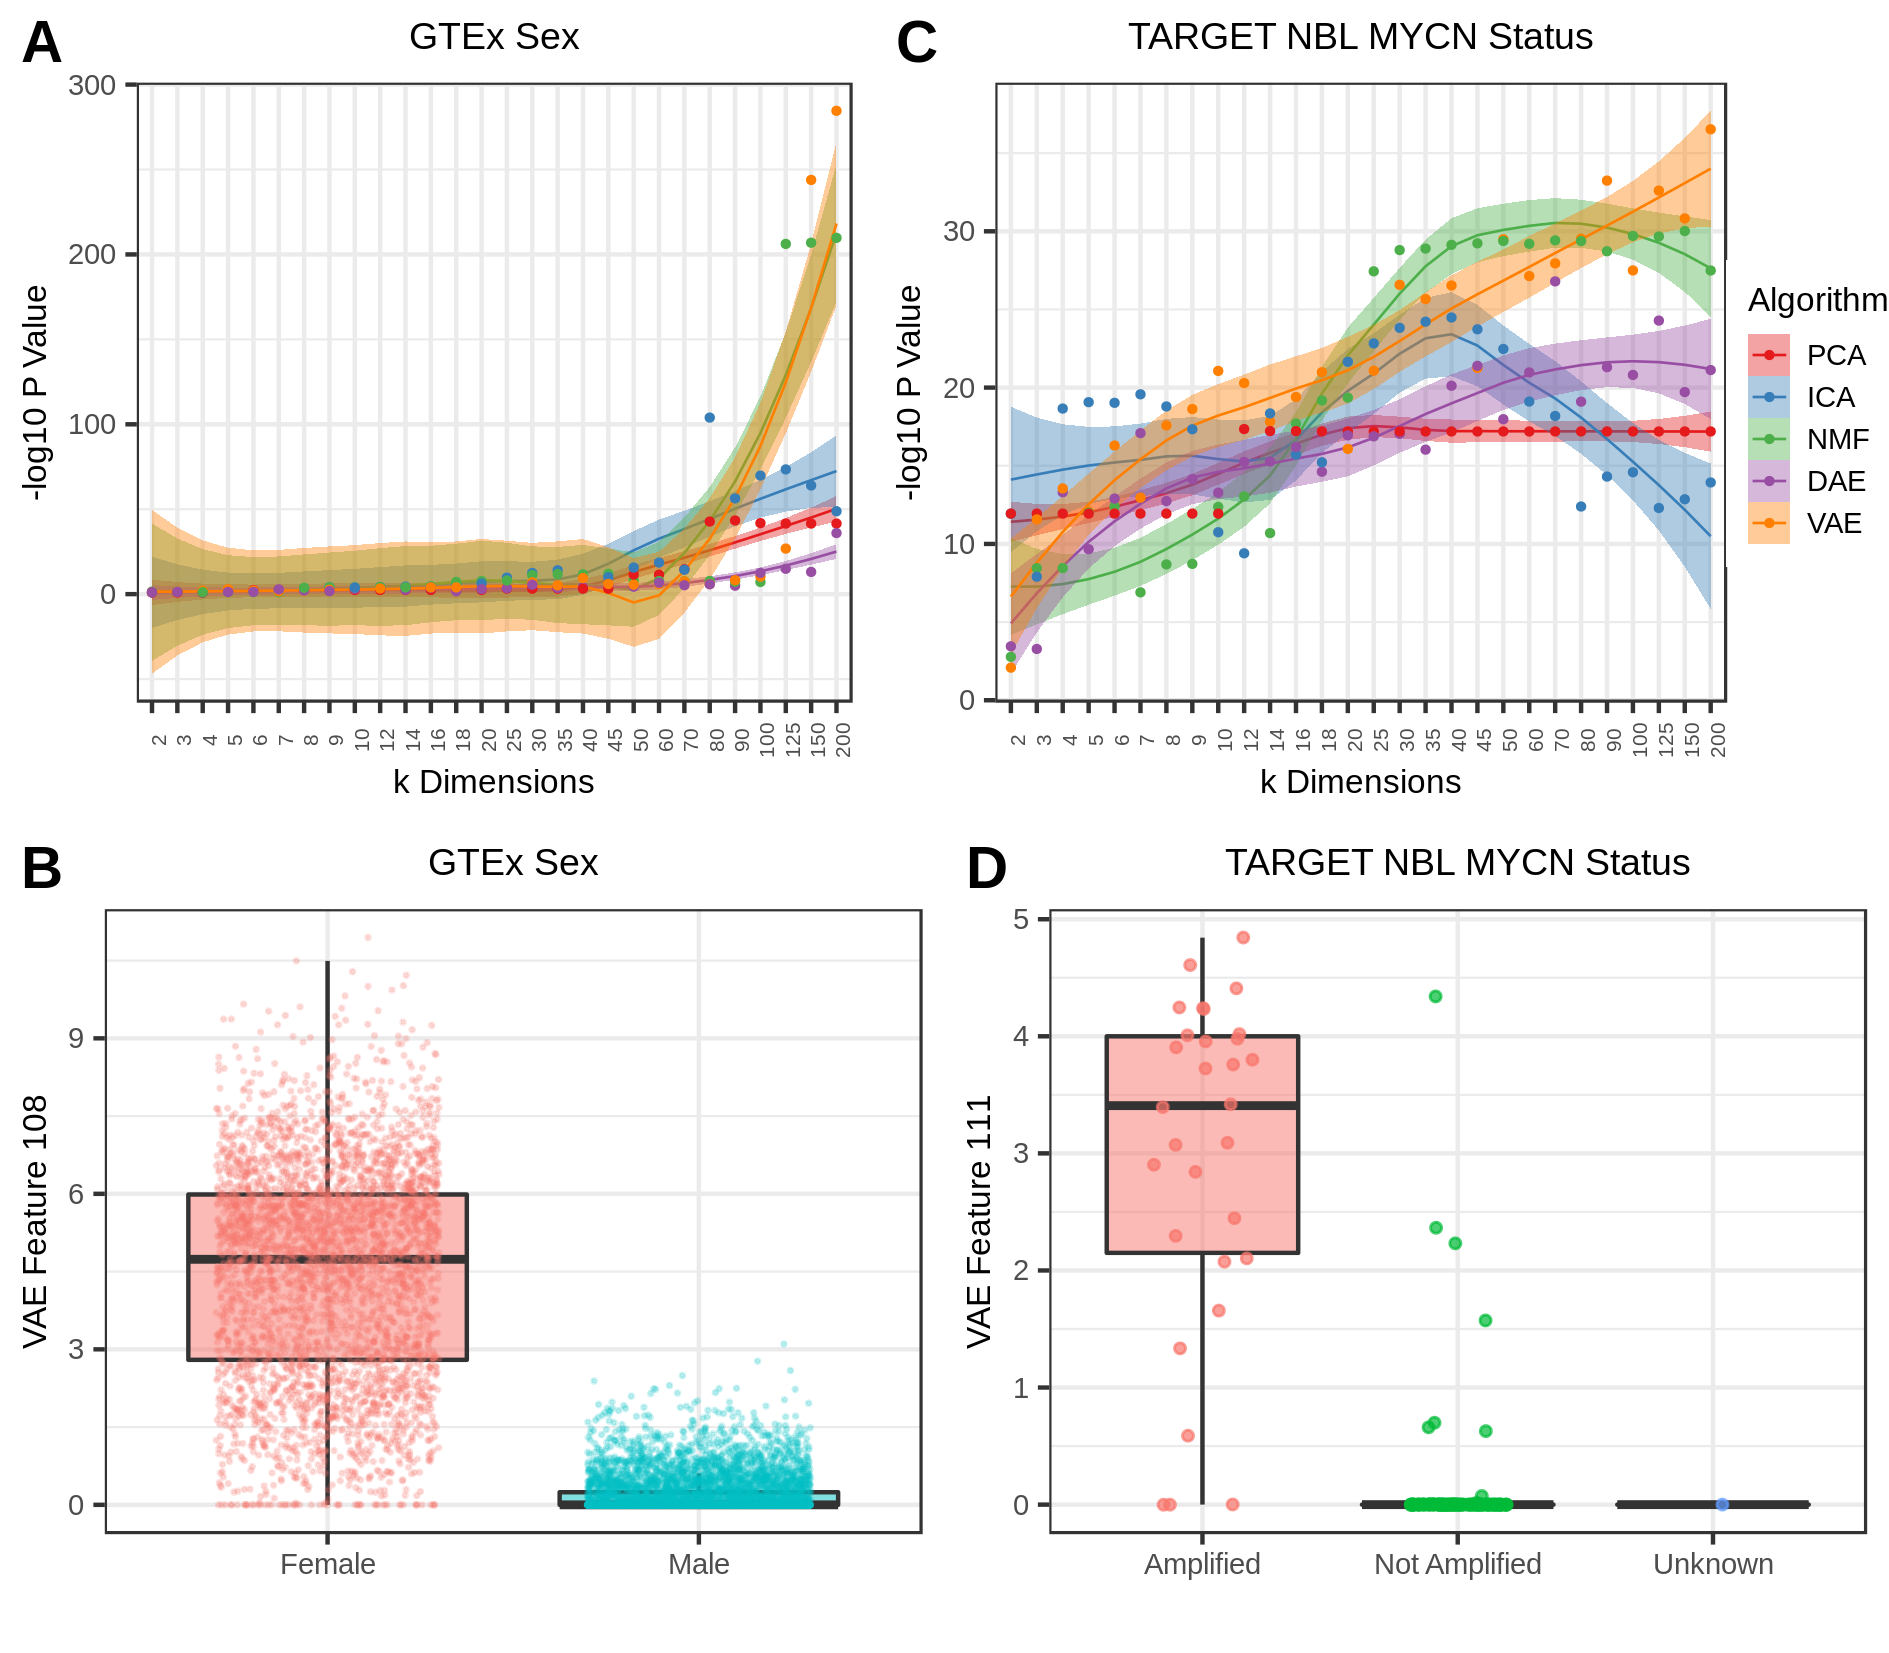 A
GTEx Sex
-log10 P Value
300
200
100
0
2 3 4 5 6 7 8 9 10 12 14 16 18 20 25 30 35 40 45 50 60 70 80 90 100 125 150 200
k Dimensions
C
TARGET NBL MYCN Status
-log10 P Value
30
20
10
0
2 3 4 5 6 7 8 9 10 12 14 16 18 20 25 30 35 40 45 50 60 70 80 90 100 125 150 200
k Dimensions
Algorithm
PCA
ICA
NMF
DAE
VAE
B
GTEx Sex
VAE Feature 108
9
6
3
0
Female Male
D
TARGET NBL MYCN Status
VAE Feature 111
5
4
3
2
1
0
Amplified Not Amplified Unknown